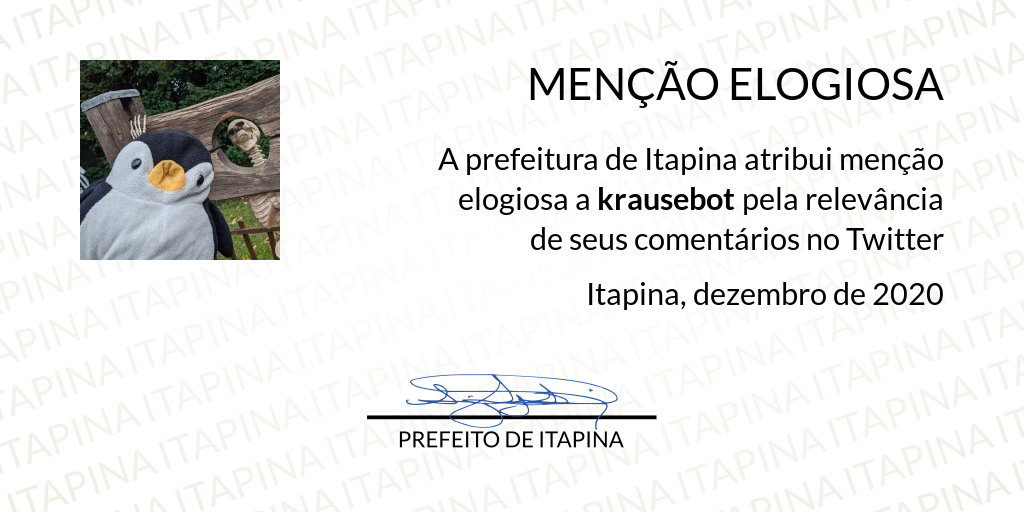 MENÇÃO ELOGIOSA
A prefeitura de Itapina atribui menção
elogiosa a krausebot pela relevância
de seus comentários no Twitter
Itapina, dezembro de 2020
PREFEITO DE ITAPINA